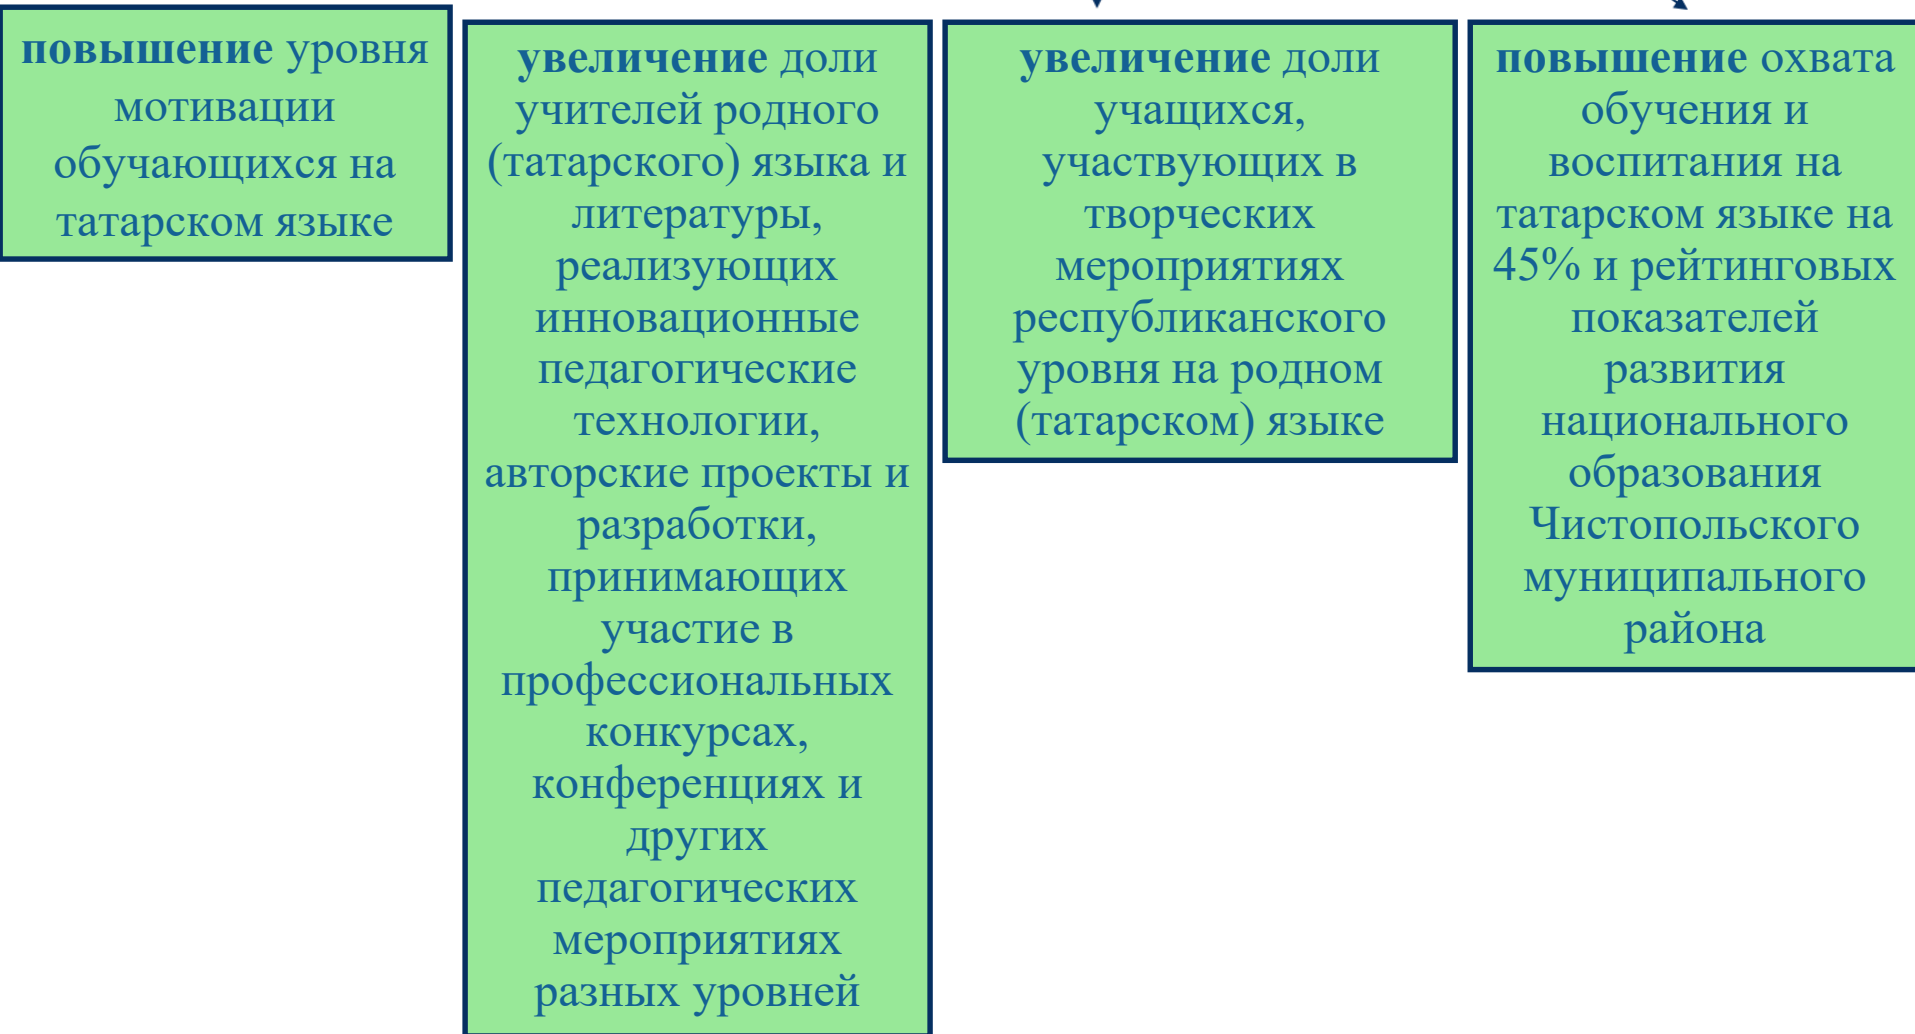 повышение уровня
мотивации
обучающихся на
татарском языке
увеличение доли
учителей родного
(татарского) языка и
литературы,
реализующих
инновационные
педагогические
технологии,
авторские проекты и
разработки,
принимающих
участие в
профессиональных
конкурсах,
конференциях и
других
педагогических
мероприятиях
разных уровней
увеличение доли
учащихся,
участвующих в
творческих
мероприятиях
республиканского
уровня на родном
(татарском) языке
повышение охвата
обучения и
воспитания на
татарском языке на
45% и рейтинговых
показателей
развития
национального
образования
Чистопольского
муниципального
района